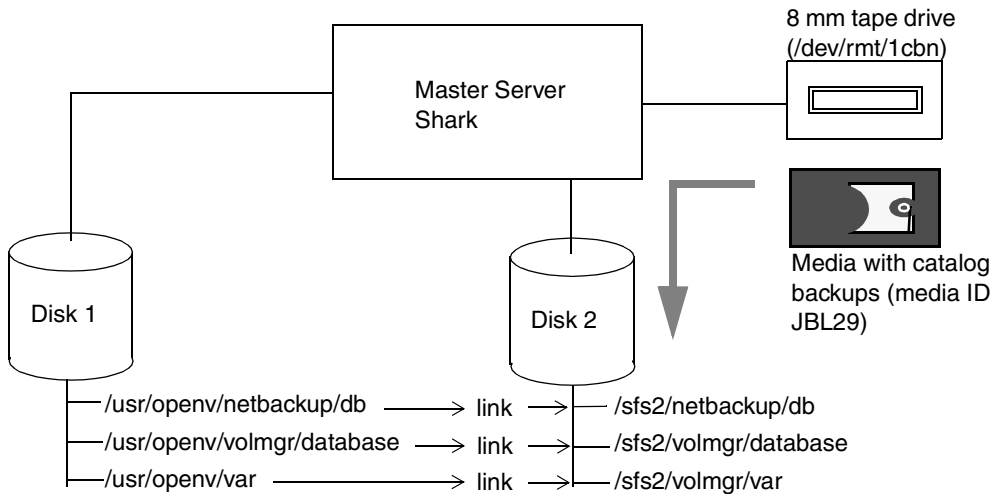 8 mm tape drive
(/dev/rmt/1cbn)
Master Server
Shark
Media with catalog
backups (media ID
JBL29)
Disk 1
Disk 2
/usr/openv/netbackup/db link /sfs2/netbackup/db
/usr/openv/volmgr/database link /sfs2/volmgr/database
/usr/openv/var link /sfs2/volmgr/var